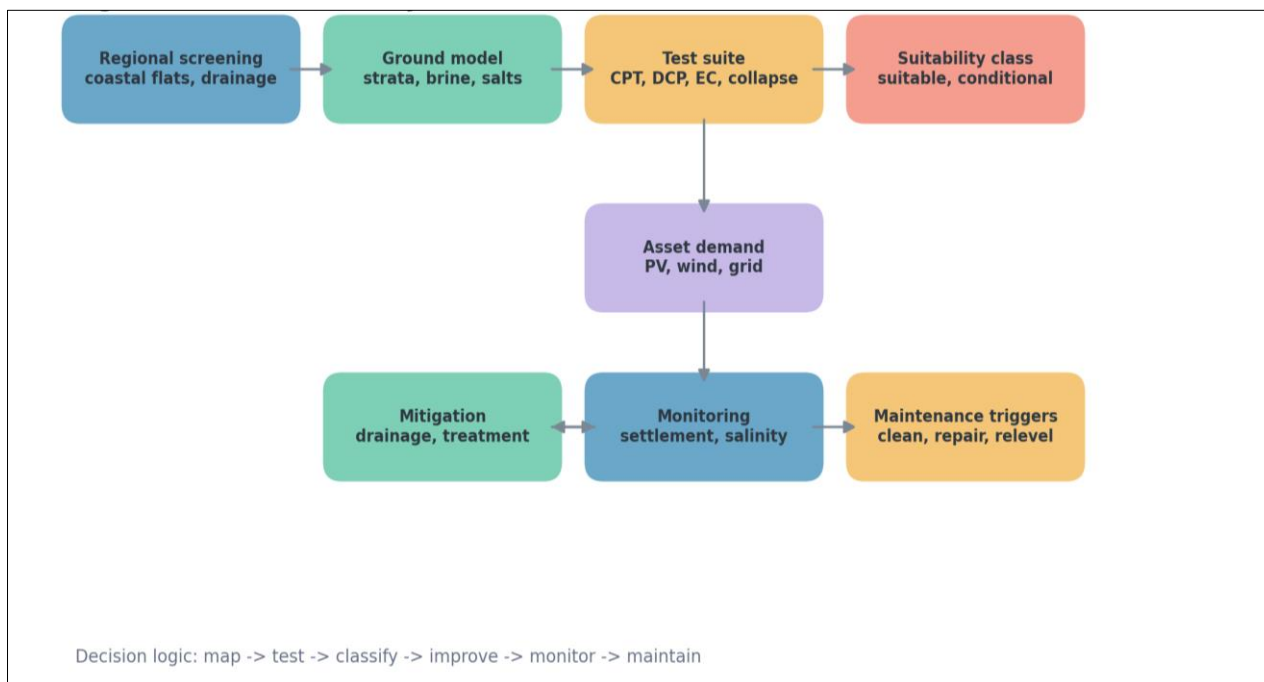 Regional screening
coastal flats, drainage
Ground model
strata, brine, salts
Test suite
CPT, DCP, EC, collapse
Suitability class
suitable, conditional
Asset demand
PV, wind, grid
Mitigation
drainage, treatment
Monitoring
settlement, salinity
Maintenance triggers
clean, repair, relevel
Decision logic: map -> test -> classify -> improve -> monitor -> maintain